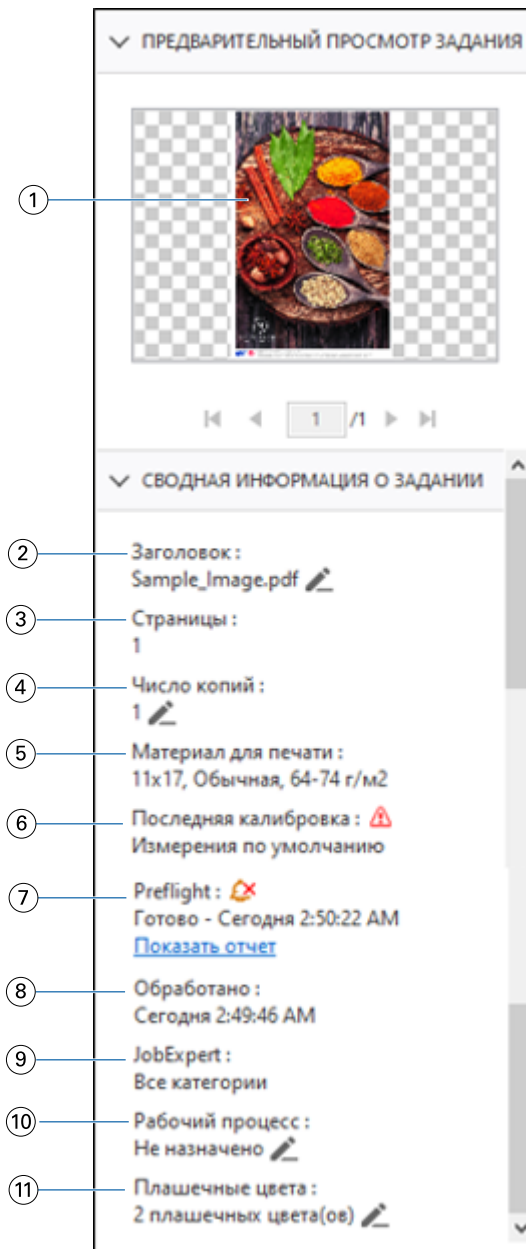 ПРЕДВАРИТЕЛЬНЫЙ ПРОСМОТР ЗАДАНИЯ
1
1 /1
СВОДНАЯ ИНФОРМАЦИЯ О ЗАДАНИИ
2 Заголовок :
Sample_Image.pdf
3 Страницы :
1
4 Число копий :
1
5 Материал для печати :
11x17, Обычная, 64-74 г/м2
6 Последняя калибровка :
Измерения по умолчанию
7 Preflight :
Готово - Сегодня 2:50:22 AM
Показать отчет
8 Обработано :
Сегодня 2:49:46 AM
9 JobExpert :
Все категории
10 Рабочий процесс :
Не назначено
11 Плашечные цвета :
2 плашечных цвета(ов)